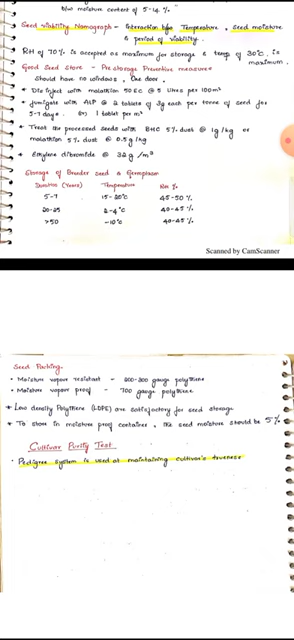 b/w moisture content of 5-14 %.
* Seed Viability Nomograph - Interaction b/w Temperature, Seed moisture
& period of viability.
* RH of 70% is accepted as maximum for storage & temp of 30°C is
maximum.
Good Seed store - Pre storage Preventive measures
Should have no windows, One door.
* Disinfect with malathion 50 EC @ 5 litres per 100m²
* fumigate with ALP @ 2 tablets of 3g each per tonne of seed for
5-7 days. 1 tablet per m³
* Treat the processed seeds with BHC 5% dust @ 1g/kg or
malathion 5% dust @ 0.5g/kg
* Ethylene dibromide @ 32g/m³
Storage of Breeder seed & Germplasm
Duration (Years) Temperature RH %
5-7 15-20°C 45-50 %
20-25 2-4°C 40-45 %
>50 -10°C 40-45 %
Scanned by CamScanner
Seed Packing.
• Moisture vapour resistant - 200-300 gauge polythene
• Moisture vapour proof - 700 gauge polythene
* Low density Polythene (LDPE) are satisfactory for seed storage
* To store in moisture proof container, the seed moisture should be 5%
Cultivar Purity Test
• Pedigree system is used at maintaining cultivar's trueness